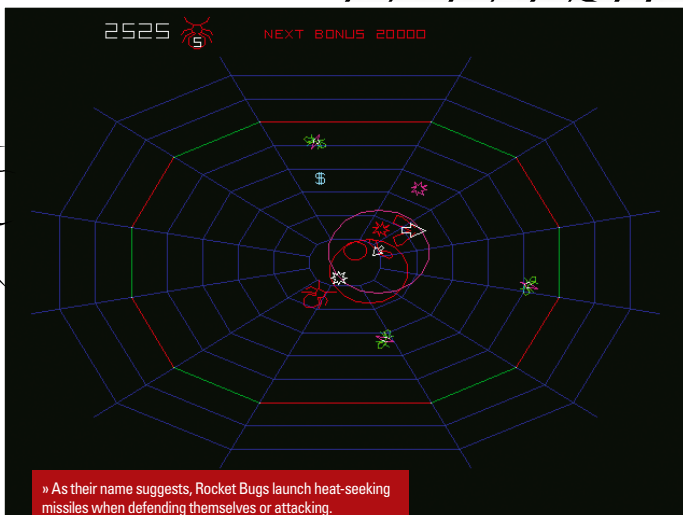 2525 5 NEXT BONUS 20000
$
» As their name suggests, Rocket Bugs launch heat-seeking
missiles when defending themselves or attacking.